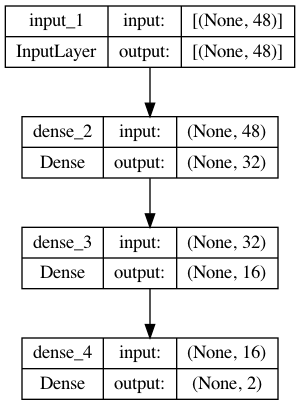 input_1 input: [(None, 48)]
InputLayer output: [(None, 48)]
dense_2 input: (None, 48)
Dense output: (None, 32)
dense_3 input: (None, 32)
Dense output: (None, 16)
dense_4 input: (None, 16)
Dense output: (None, 2)